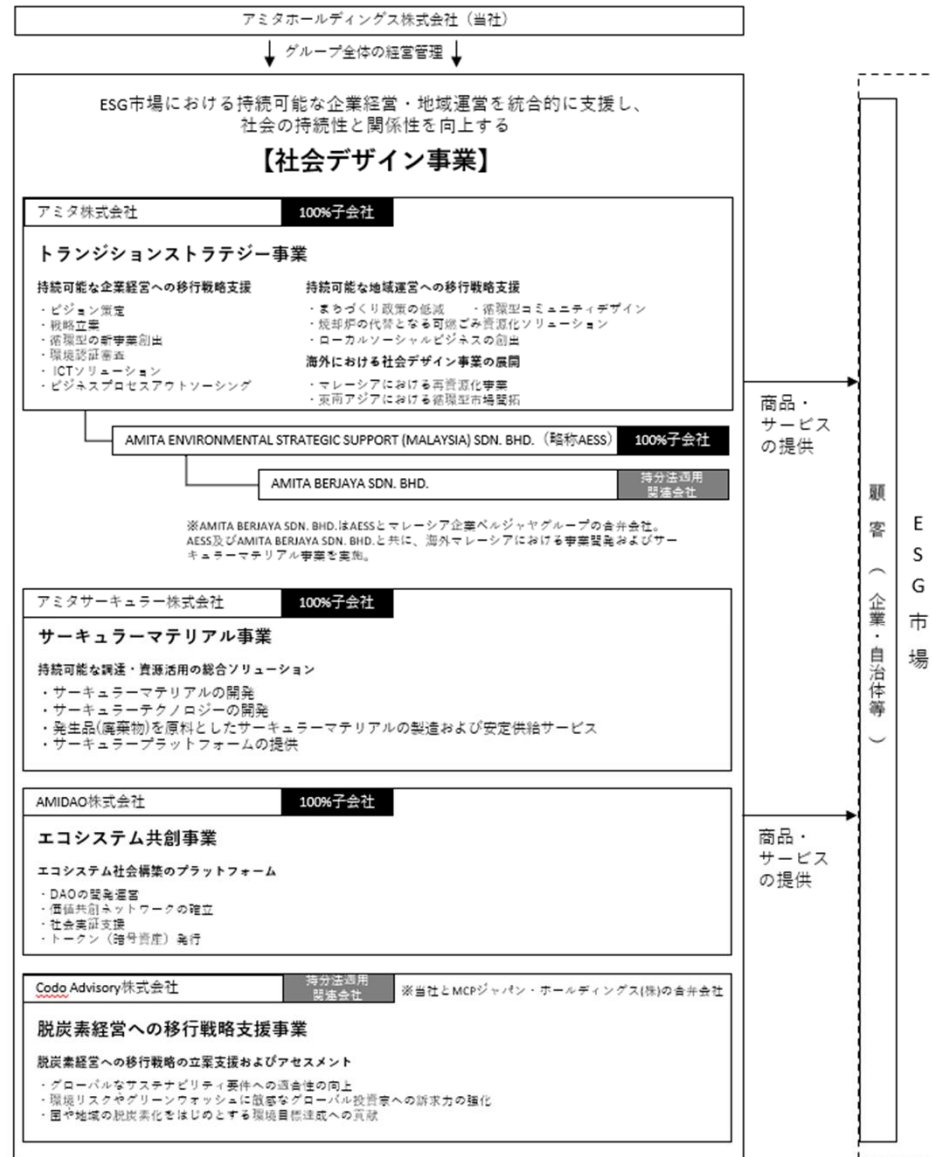 アミタホールディングス株式会社（当社）
グループ全体の経営管理
ESG市場における持続可能な企業経営・地域運営を統合的に支援し、
社会の持続性と関係性を向上する
【社会デザイン事業】
アミタ株式会社
100%子会社
トランジションストラテジー事業
持続可能な企業経営への移行戦略支援
・ビジョン策定
・戦略立案
・循環型の新事業創出
・環境認証審査
・ICTソリューション
・ビジネスプロセスアウトソーシング
持続可能な地域運営への移行戦略支援
・まちづくり政策の低減　・循環型コミュニティデザイン
・焼却炉の代替となる可燃ごみ資源化ソリューション
・ローカルソーシャルビジネスの創出
海外における社会デザイン事業の展開
・マレーシアにおける再資源化事業
・東南アジアにおける循環型市場開拓
AMITA ENVIRONMENTAL STRATEGIC SUPPORT (MALAYSIA) SDN. BHD.（略称AESS）
100%子会社
AMITA BERJAYA SDN. BHD.
持分法適用
関連会社
※AMITA BERJAYA SDN. BHD.はAESSとマレーシア企業ベルジャヤグループの合弁会社。
AESS及びAMITA BERJAYA SDN. BHD.と共に、海外マレーシアにおける事業開発およびサー
キュラーマテリアル事業を実施。
アミタサーキュラー株式会社
100%子会社
サーキュラーマテリアル事業
持続可能な調達・資源活用の総合ソリューション
・サーキュラーマテリアルの開発
・サーキュラーテクノロジーの開発
・発生品(廃棄物)を原料としたサーキュラーマテリアルの製造および安定供給サービス
・サーキュラープラットフォームの提供
AMIDAO株式会社
100%子会社
エコシステム共創事業
エコシステム社会構築のプラットフォーム
・DAOの開発運営
・価値共創ネットワークの確立
・社会実証支援
・トークン（暗号資産）発行
Codo Advisory株式会社
持分法適用
関連会社
※当社とMCPジャパン・ホールディングス(株)の合弁会社
脱炭素経営への移行戦略支援事業
脱炭素経営への移行戦略の立案支援およびアセスメント
・グローバルなサステナビリティ要件への適合性の向上
・環境リスクやグリーンウォッシュに敏感なグローバル投資家への訴求力の強化
・国や地域の脱炭素化をはじめとする環境目標達成への貢献
商品・
サービス
の提供
商品・
サービス
の提供
顧客（企業・自治体等）
ESG市場